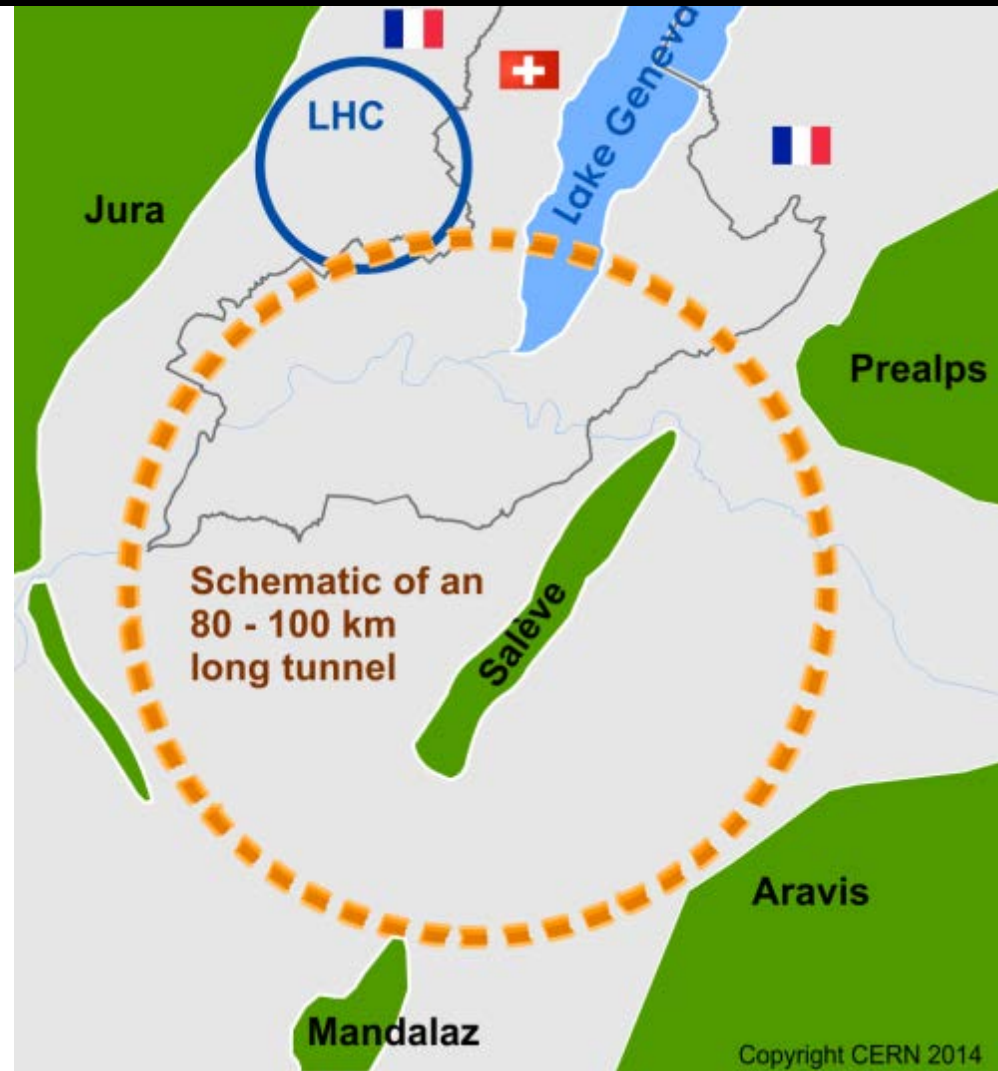 LHC
Lake Geneva
Jura
Prealps
Schematic of an
80 - 100 km
long tunnel
Salève
Aravis
Mandalaz
Copyright CERN 2014